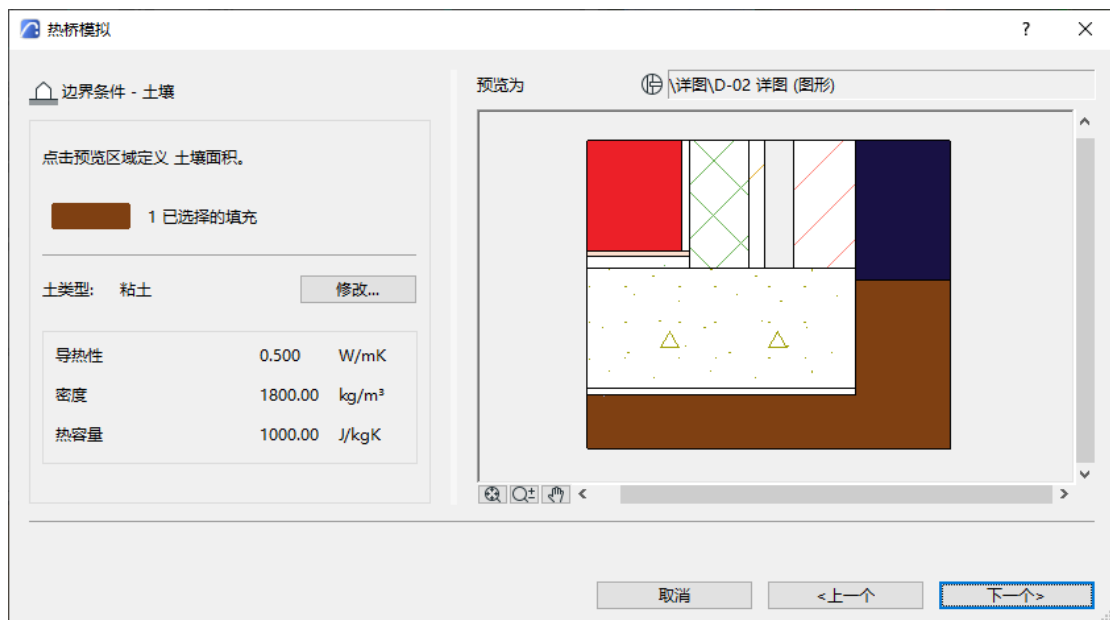 热桥模拟
?
边界条件 - 土壤
点击预览区域定义 土壤面积。
1 已选择的填充
土类型: 粘土
修改...
导热性 0.500 W/mK
密度 1800.00 kg/m³
热容量 1000.00 J/kgK
预览为
\详图\D-02 详图 (图形)
取消
<上一个
下一个>